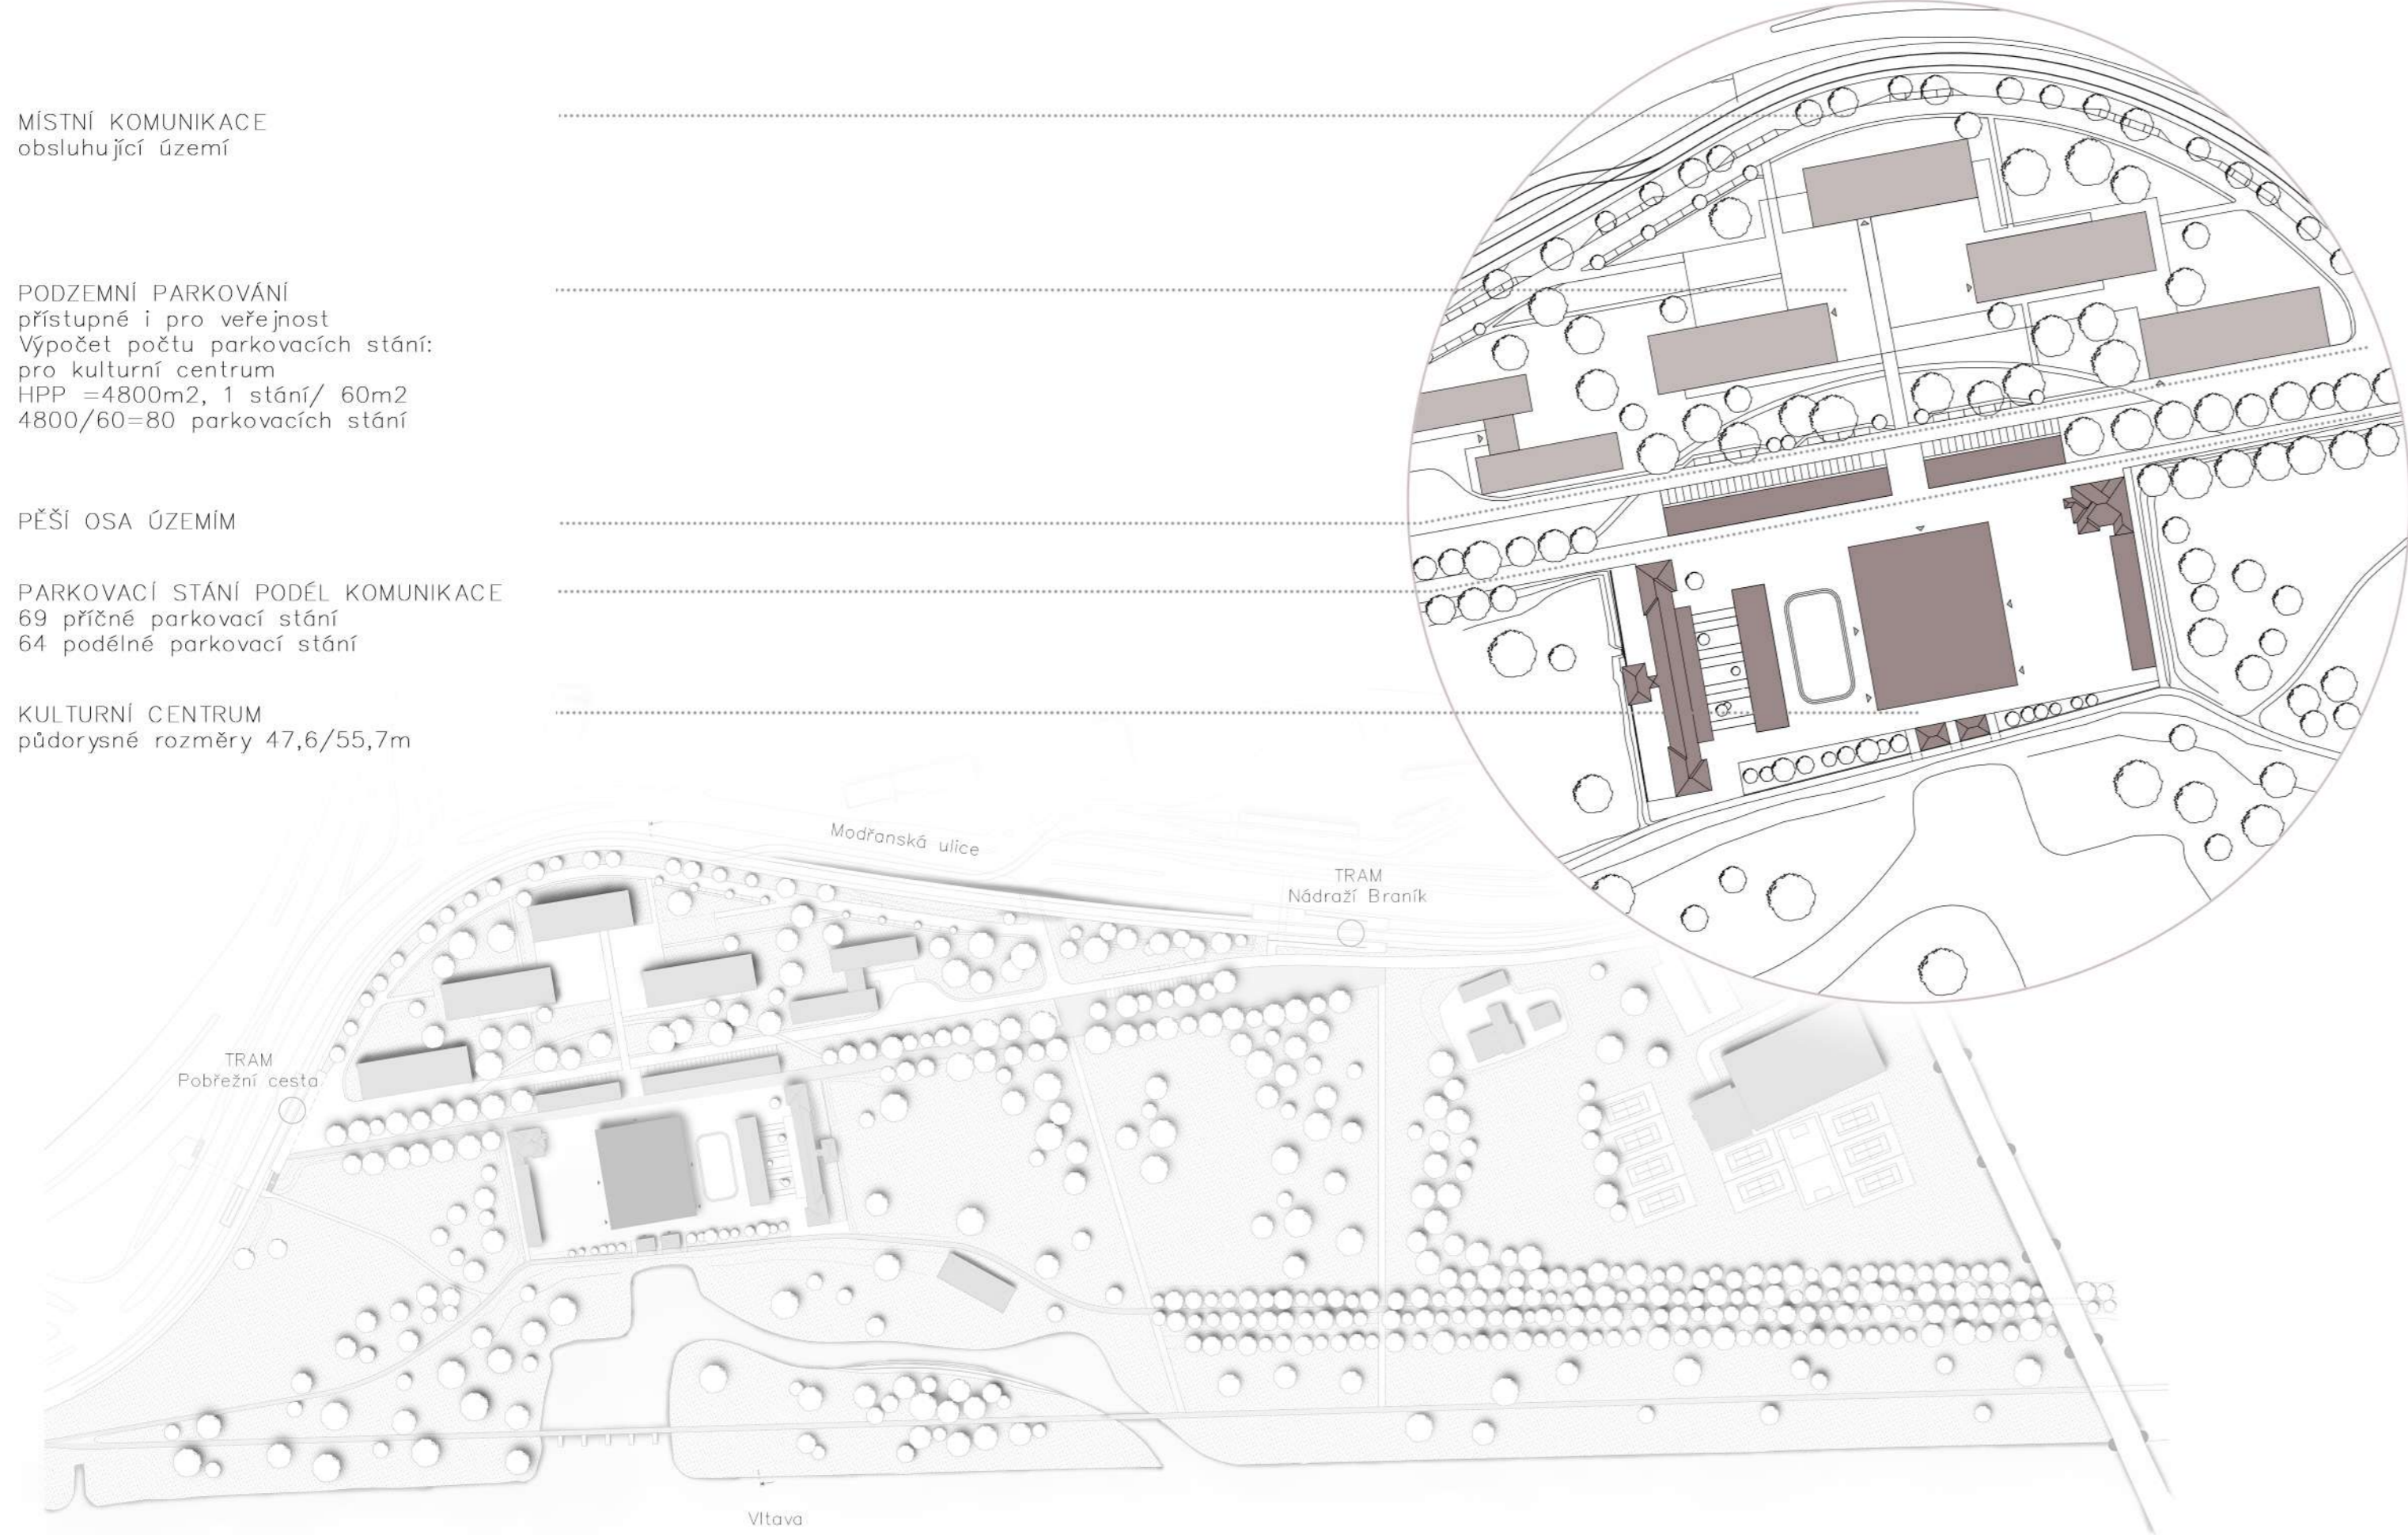 MÍSTNÍ KOMUNIKACE
obsluhující území
PODZEMNÍ PARKOVÁNÍ
přístupné i pro veřejnost
Výpočet počtu parkovacích stání:
pro kulturní centrum
HPP =4800m2, 1 stání/ 60m2
4800/60=80 parkovacích stání
PĚŠÍ OSA ÚZEMÍM
PARKOVACÍ STÁNÍ PODÉL KOMUNIKACE
69 příčné parkovací stání
64 podélné parkovací stání
KULTURNÍ CENTRUM
půdorysné rozměry 47,6/55,7m
Modřanská ulice
TRAM
Nádraží Braník
TRAM
Pobřežní cesta
Vltava